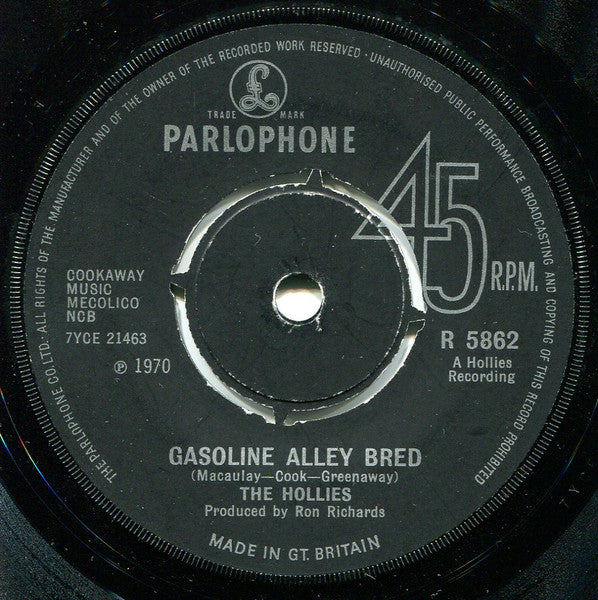 THE PARLOPHONE CO.LTD. ALL RIGHTS OF THE MANUFACTURER AND OF THE OWNER OF THE RECORDED WORK RESERVED · UNAUTHORISED PUBLIC PERFORMANCE BROADCASTING AND COPYING OF THIS RECORD PROHIBITED
£
TRADE MARK
PARLOPHONE
45
R.P.M.
COOKAWAY
MUSIC
MECOLICO
NCB
7YCE 21463
℗ 1970
R 5862
A Hollies
Recording
GASOLINE ALLEY BRED
(Macaulay—Cook—Greenaway)
THE HOLLIES
Produced by Ron Richards
MADE IN GT. BRITAIN